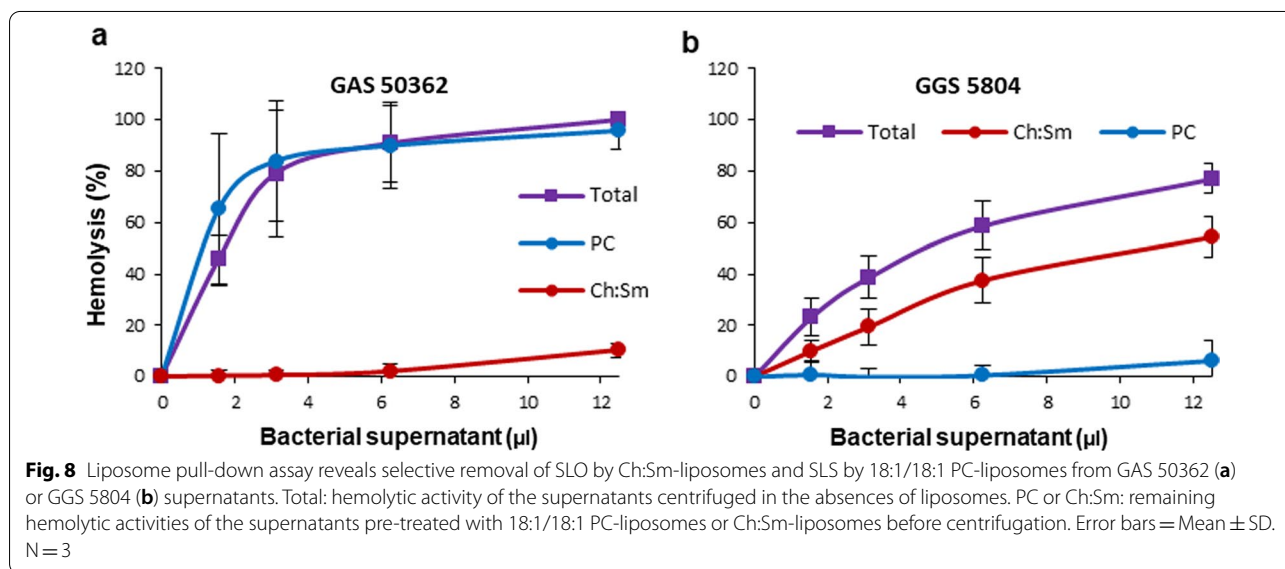 a
GAS 50362
120
100
80
60
40
20
0
Hemolysis (%)
Total
PC
Ch:Sm
0 2 4 6 8 10 12
Bacterial supernatant (µl)
b
GGS 5804
120
100
80
60
40
20
0
Total Ch:Sm PC
0 2 4 6 8 10 12
Bacterial supernatant (µl)
Fig. 8 Liposome pull-down assay reveals selective removal of SLO by Ch:Sm-liposomes and SLS by 18:1/18:1 PC-liposomes from GAS 50362 (a)
or GGS 5804 (b) supernatants. Total: hemolytic activity of the supernatants centrifuged in the absences of liposomes. PC or Ch:Sm: remaining
hemolytic activities of the supernatants pre-treated with 18:1/18:1 PC-liposomes or Ch:Sm-liposomes before centrifugation. Error bars = Mean ± SD.
N = 3